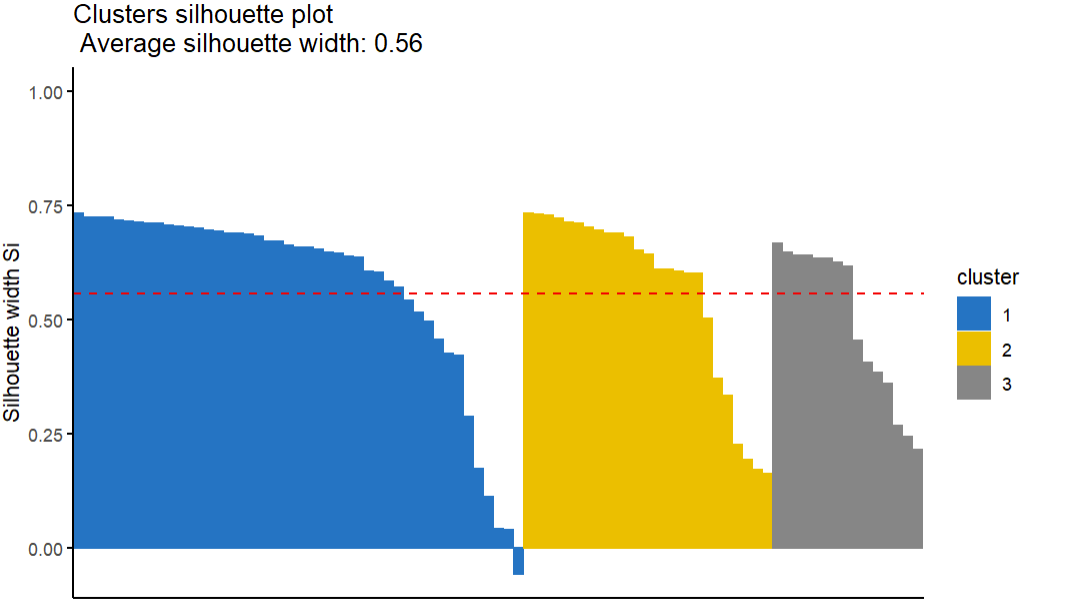 Clusters silhouette plot
Average silhouette width: 0.56
Silhouette width Si
1.00
0.75
0.50
0.25
0.00
cluster
1
2
3